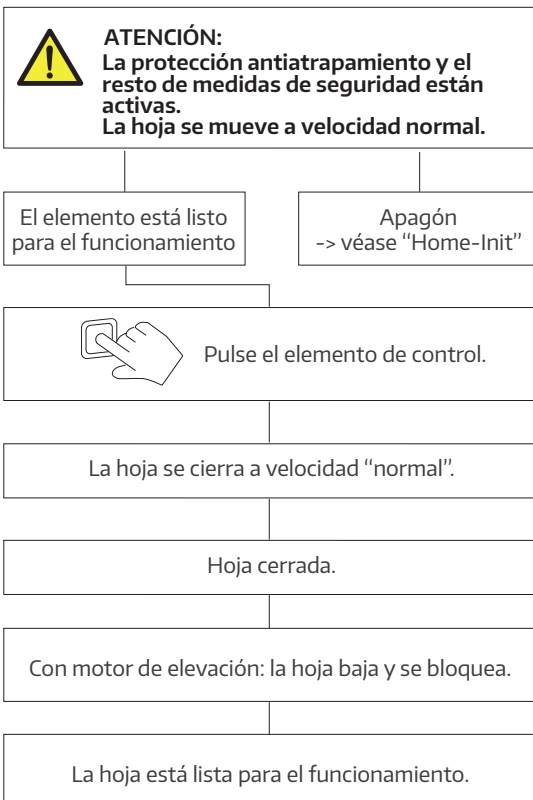 ATENCIÓN:
La protección antiatrapamiento y el
resto de medidas de seguridad están
activas.
La hoja se mueve a velocidad normal.
El elemento está listo
para el funcionamiento
Apagón
-> véase “Home-Init”
Pulse el elemento de control.
La hoja se cierra a velocidad “normal”.
Hoja cerrada.
Con motor de elevación: la hoja baja y se bloquea.
La hoja está lista para el funcionamiento.